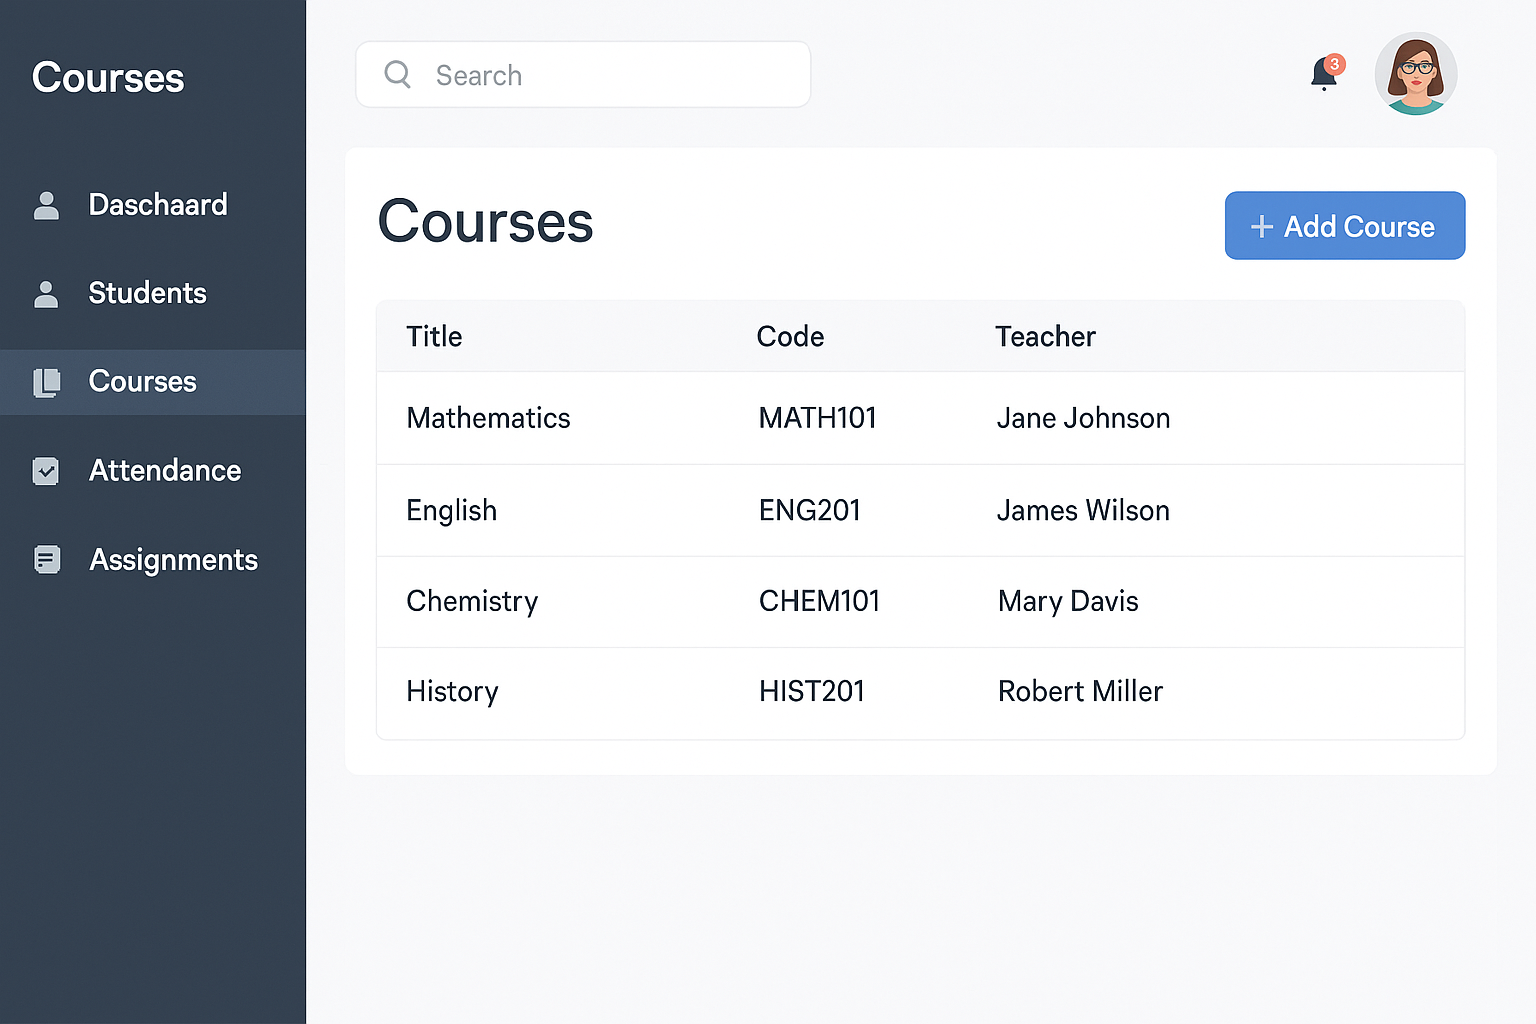 Courses
Daschaard
Students
Courses
Attendance
Assignments
Search
3
Courses
+ Add Course
Title Code Teacher
Mathematics MATH101 Jane Johnson
English ENG201 James Wilson
Chemistry CHEM101 Mary Davis
History HIST201 Robert Miller